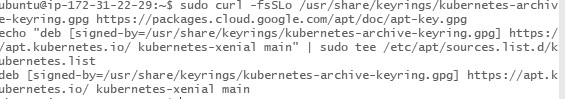 ubuntu@ip-172-31-22-29:~$ sudo curl -fsSLo /usr/share/keyrings/kubernetes-archiv
e-keyring.gpg https://packages.cloud.google.com/apt/doc/apt-key.gpg
echo "deb [signed-by=/usr/share/keyrings/kubernetes-archive-keyring.gpg] https:/
/apt.kubernetes.io/ kubernetes-xenial main" | sudo tee /etc/apt/sources.list.d/k
ubernetes.list
deb [signed-by=/usr/share/keyrings/kubernetes-archive-keyring.gpg] https://apt.k
ubernetes.io/ kubernetes-xenial main